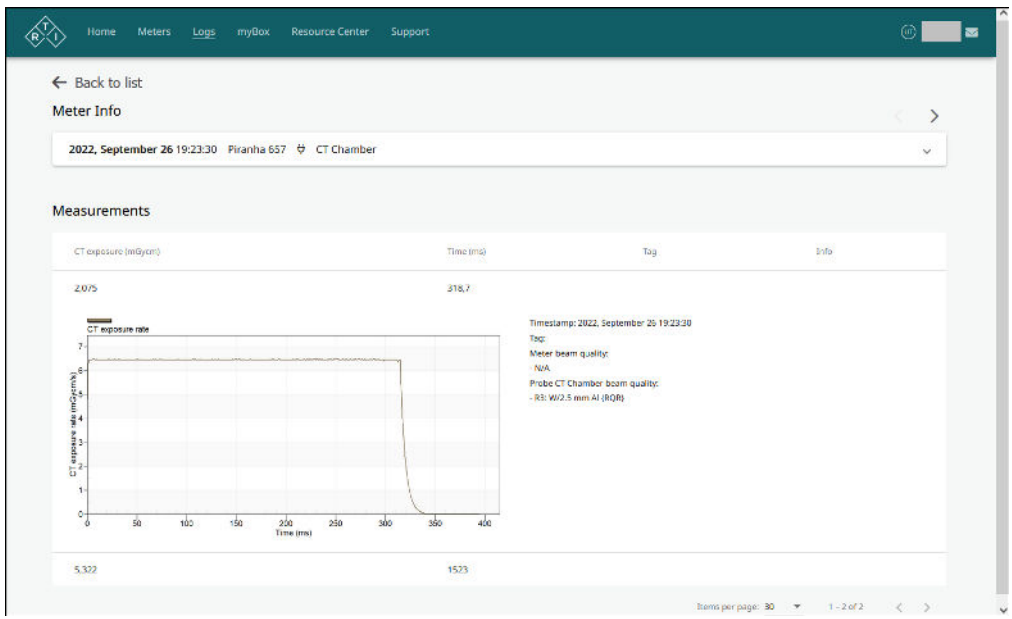 R T I
Home Meters Logs myBox Resource Center Support
Back to list
Meter Info
2022, September 26 19:23:30 Piranha 657 CT Chamber
Measurements
CT exposure (mGycm) Time (ms) Tag Info
2,075 318,7
CT exposure rate
7
6
5
4
3
2
1
0
CT exposure rate (mGycm/s)
0 50 100 150 200 250 300 350 400
Time (ms)
Timestamp: 2022, September 26 19:23:30
Tag:
Meter beam quality:
- N/A
Probe CT Chamber beam quality:
- R3: W/2.5 mm Al (RQR)
5,322 1523
Items per page: 30 1 – 2 of 2